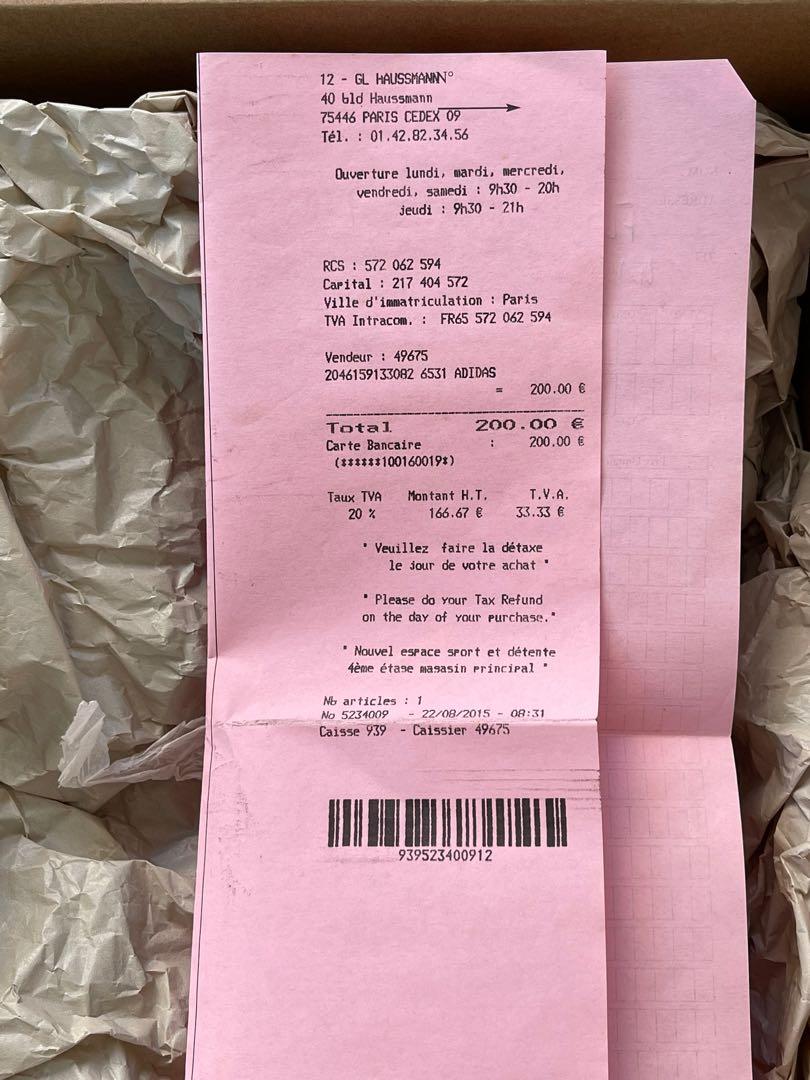 12 - GL HAUSSMANN°
40 bld Haussmann
75446 PARIS CEDEX 09
Tél. : 01.42.82.34.56
Ouverture lundi, mardi, mercredi,
vendredi, samedi : 9h30 - 20h
jeudi : 9h30 - 21h
RCS : 572 062 594
Capital : 217 404 572
Ville d'immatriculation : Paris
TVA Intracom. : FR65 572 062 594
Vendeur : 49675
2046159133082 6531 ADIDAS
= 200.00 €
Total 200.00 €
Carte Bancaire : 200.00 €
(******100160019*)
Taux TVA Montant H.T. T.V.A.
20 % 166.67 € 33.33 €
" Veuillez faire la détaxe
le jour de votre achat "
" Please do your Tax Refund
on the day of your purchase."
" Nouvel espace sport et détente
4ème étage magasin principal "
Nb articles : 1
No 5234009 - 22/08/2015 - 08:31
Caisse 939 - Caissier 49675
939523400912